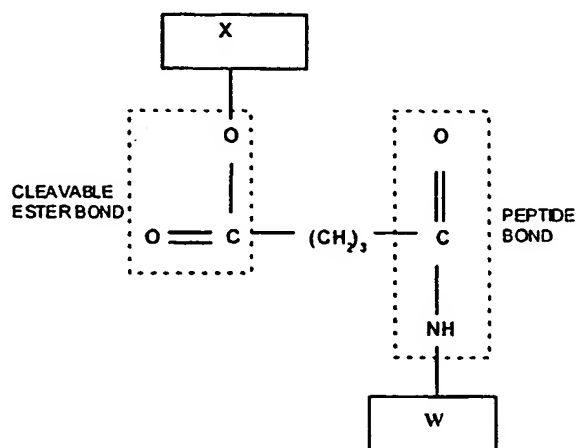 X
O
O
CLEAVABLE
ESTER BOND
O
C
(CH2)3
C
PEPTIDE
BOND
NH
W